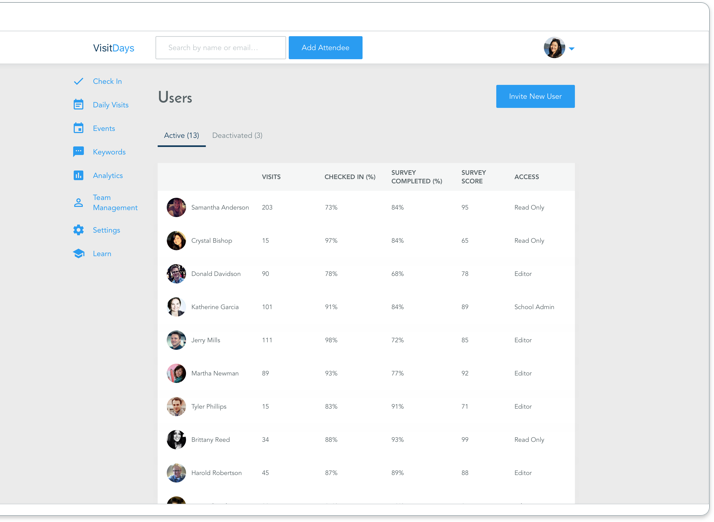 VisitDays
Search by name or email...
Add Attendee
Check In
Daily Visits
Events
Keywords
Analytics
Team
Management
Settings
Learn
Users
Invite New User
Active (13) Deactivated (3)
VISITS CHECKED IN (%) SURVEY COMPLETED (%) SURVEY SCORE ACCESS
Samantha Anderson 203 73% 84% 95 Read Only
Crystal Bishop 15 97% 84% 65 Read Only
Donald Davidson 90 78% 68% 78 Editor
Katherine Garcia 101 91% 84% 89 School Admin
Jerry Mills 111 98% 72% 85 Editor
Martha Newman 89 93% 77% 92 Editor
Tyler Phillips 15 83% 91% 71 Editor
Brittany Reed 34 88% 93% 99 Read Only
Harold Robertson 45 87% 89% 88 Editor